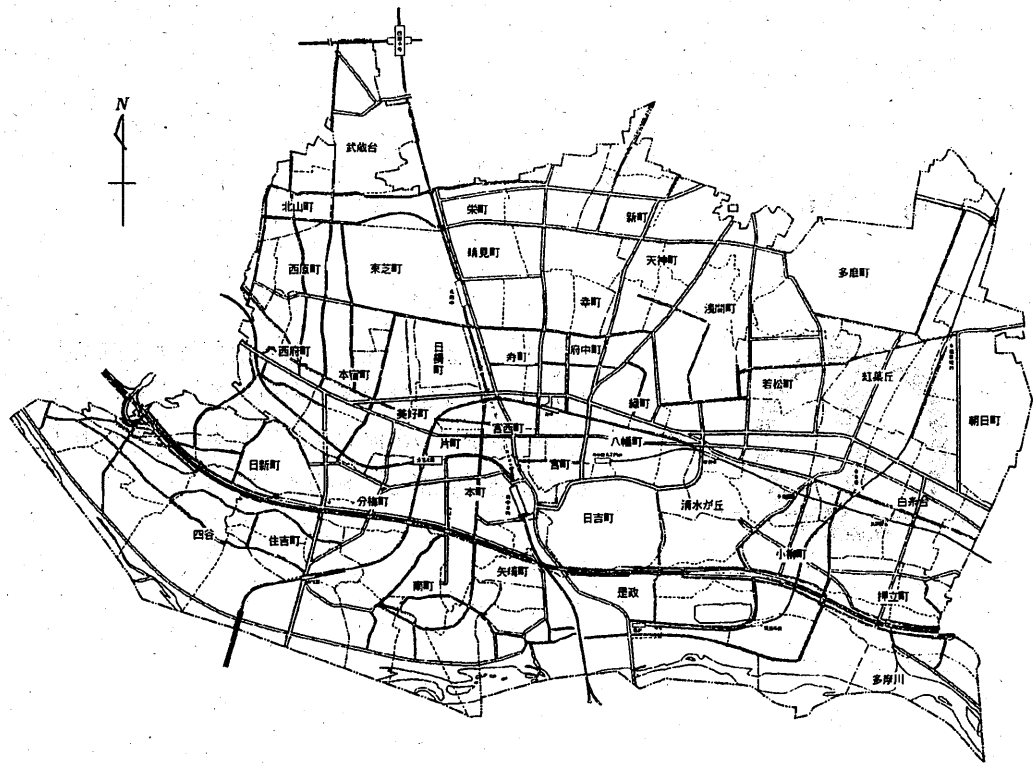 N
武蔵台
北山町
栄町
新町
西原町
東芝町
晴見町
天神町
多磨町
幸町
浅間町
西府町
本宿町
日鋼町
寿町
府中町
若松町
紅葉丘
緑町
朝日町
美好町
宮西町
片町
八幡町
日新町
宮町
本町
分梅町
日吉町
清水が丘
白糸台
四谷
住吉町
小柳町
南町
矢崎町
是政
押立町
多摩川